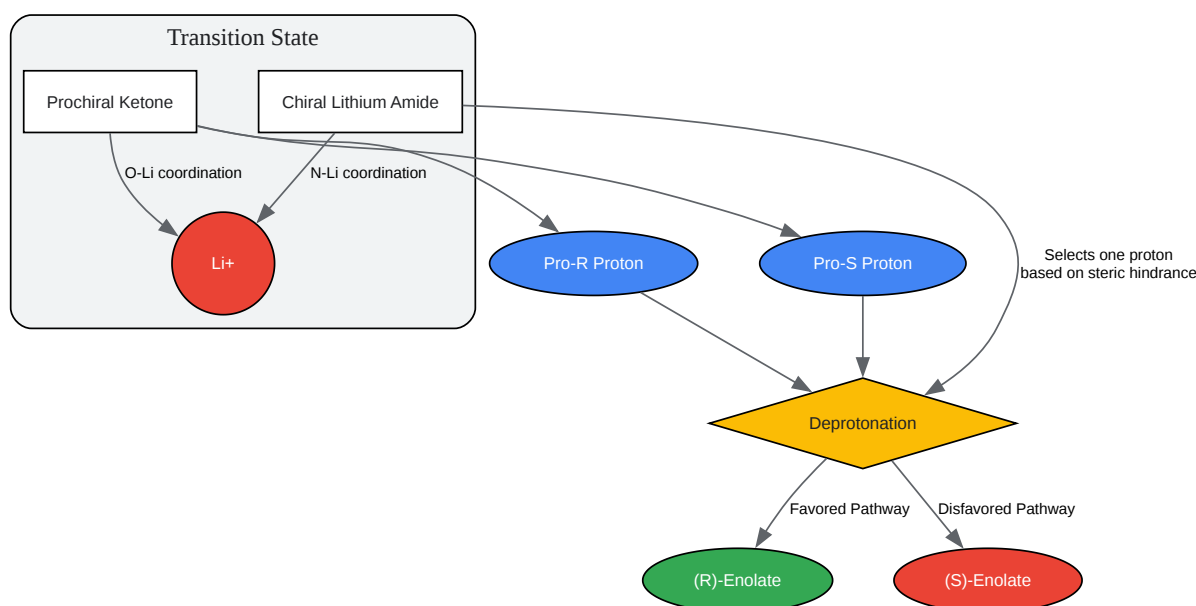 Transition State
Prochiral Ketone
Chiral Lithium Amide
O-Li coordination
N-Li coordination
Li+
Pro-R Proton
Pro-S Proton
Selects one proton
based on steric hindrance
Deprotonation
Favored Pathway
Disfavored Pathway
(R)-Enolate
(S)-Enolate